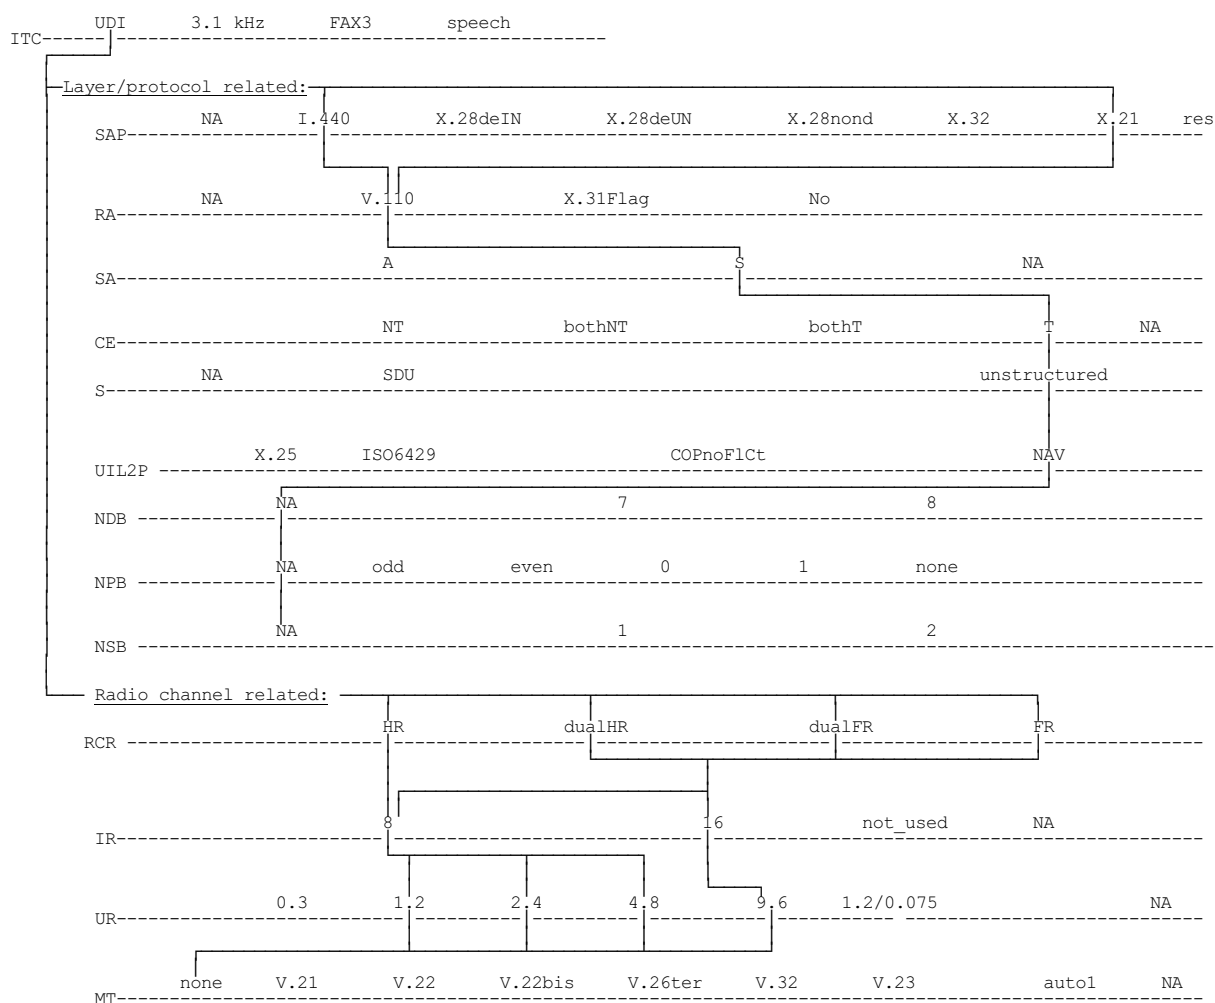 UDI 3.1 kHz FAX3 speech
ITC
Layer/protocol related:
NA I.440 X.28deIN X.28deUN X.28nond X.32 X.21 res
SAP
NA V.110 X.31Flag No
RA
A S NA
SA
NT bothNT bothT T NA
CE
NA SDU unstructured
S
X.25 ISO6429 COPnoFlCt NAV
UIL2P
NA 7 8
NDB
NA odd even 0 1 none
NPB
NA 1 2
NSB
Radio channel related:
HR dualHR dualFR FR
RCR
8 16 not_used NA
IR
0.3 1.2 2.4 4.8 9.6 1.2/0.075 NA
UR
none V.21 V.22 V.22bis V.26ter V.32 V.23 auto1 NA
MT